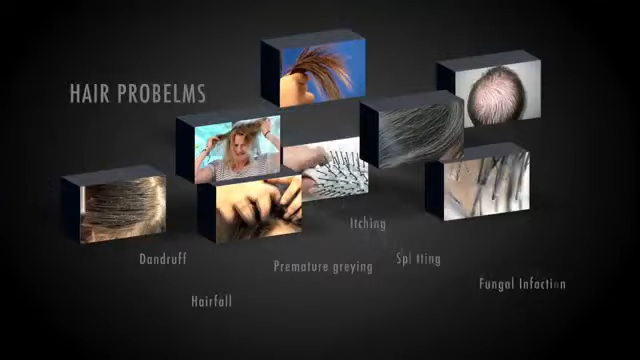 HAIR PROBELMS
Itching
Dandruff
Premature greying
Spl tting
Fungal Infaction
Hairfall